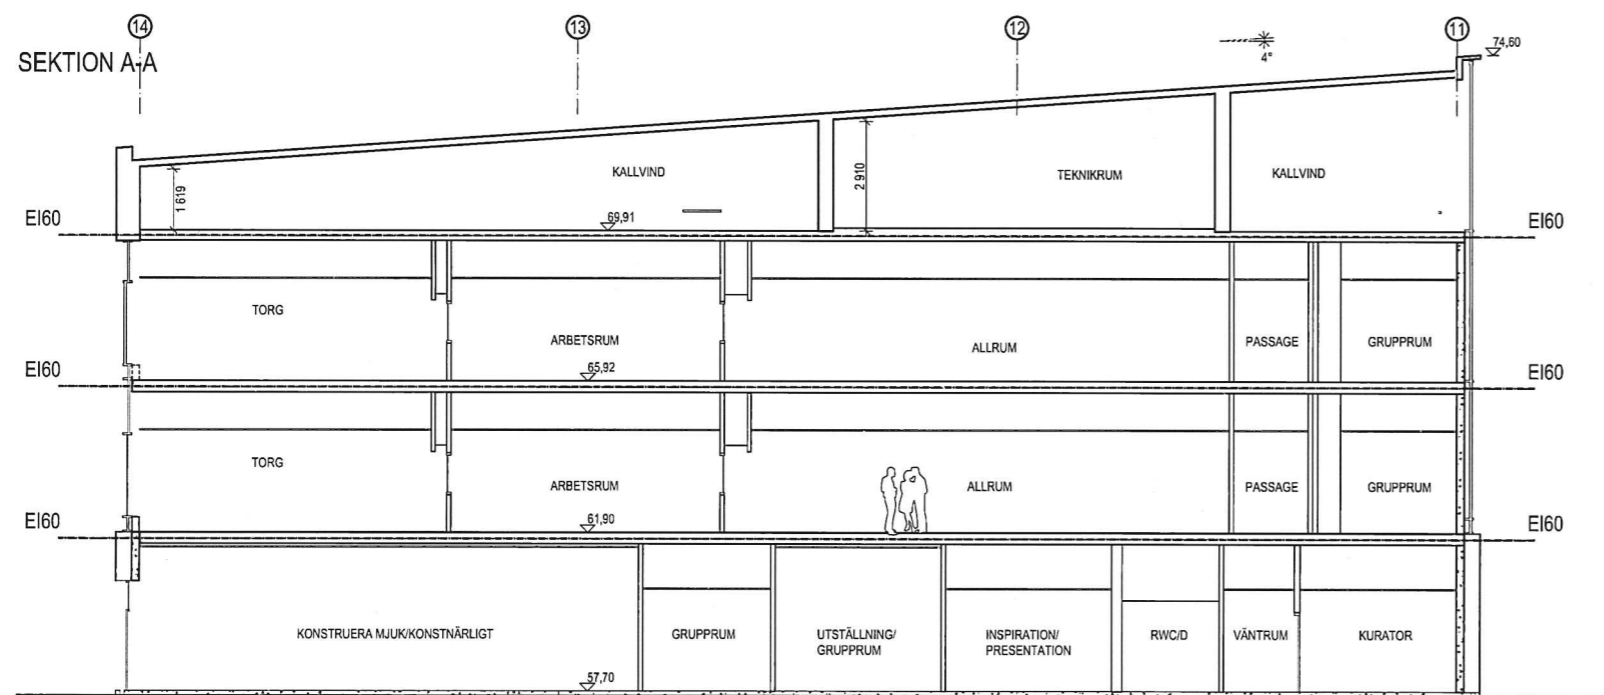 14
13
12
11
SEKTION A-A
4°
74,60
KALLVIND
TEKNIKRUM
KALLVIND
1 619
2 910
EI60
69,91
EI60
TORG
ARBETSRUM
ALLRUM
PASSAGE
GRUPPRUM
EI60
65,92
EI60
TORG
ARBETSRUM
ALLRUM
PASSAGE
GRUPPRUM
EI60
61,90
EI60
KONSTRUERA MJUK/KONSTNÄRLIGT
GRUPPRUM
UTSTÄLLNING/
GRUPPRUM
INSPIRATION/
PRESENTATION
RWC/D
VÄNTRUM
KURATOR
57,70